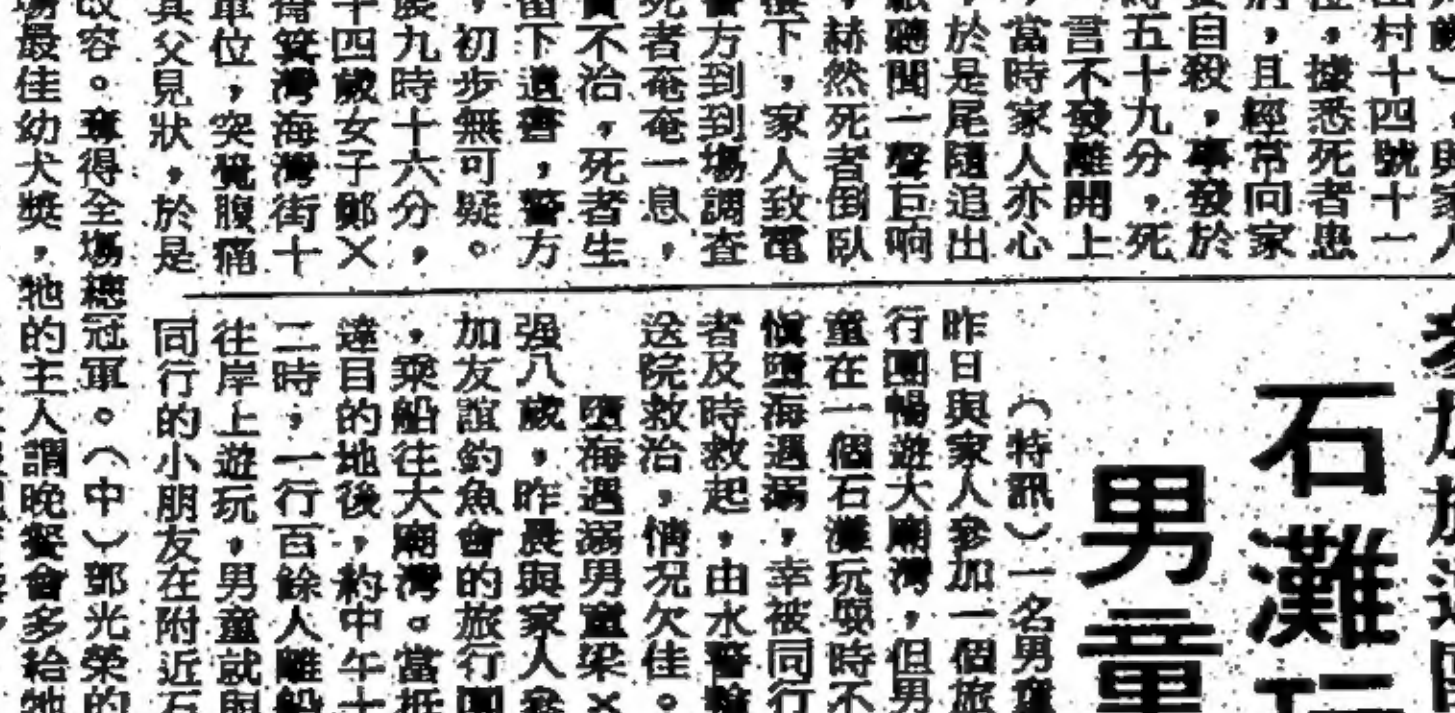 村十四號十一
。據悉死者患
，且經常向家
自殺，事發於
五十九分，死
言不發離開上
，當時家人亦心
，於是尾隨追出
聽聞一聲巨响
，赫然死者倒臥
下，家人致電
警方到到場調查
死者奄奄一息，
不治，死者生
留下遺書，警方
，初步無可疑。
晨九時十六分，
十四歲女子鄭×
箕灣海灣街十
單位，突覺腹痛
其父見狀，於是
石灘
男童
（特訊）一名男童
昨日與家人參加一個旅
行團暢遊大廟灣，但男
童在一個石灘玩耍時不
慎墮海遇溺，幸被同行
者及時救起，由水警輪
送院救治，情况欠佳。
墮海遇溺男童梁×
强八歲，昨晨與家人參
加友誼釣魚會的旅行團
，乘船往大廟灣。當抵
達目的地後，約中午十
二時，一行百餘人離船
往岸上遊玩，男童就與
同行的小朋友在附近石
改容。奪得全塲總冠軍。（中）鄧光榮的
場最佳幼犬獎，牠的主人謂晚餐會多給牠